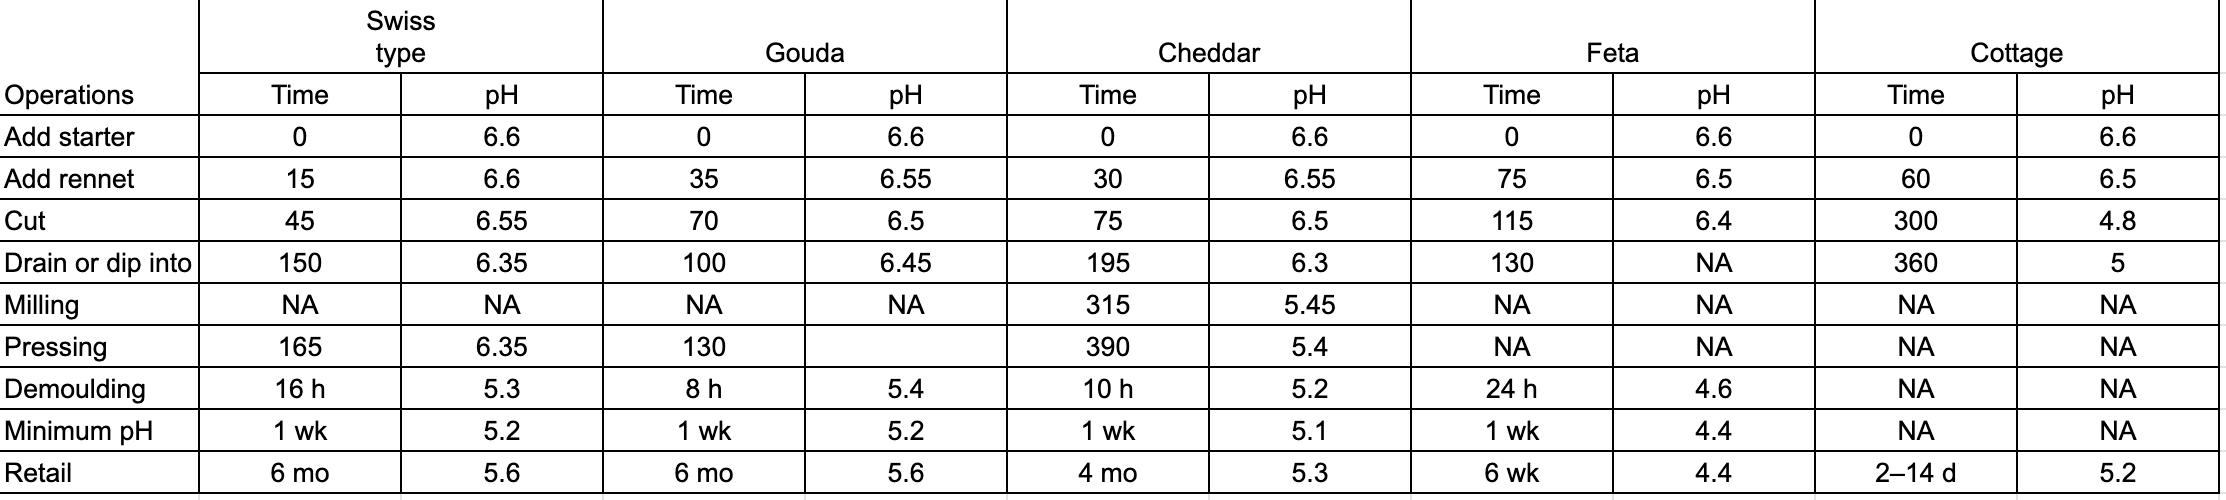 Swiss
type Gouda Cheddar Feta Cottage
Operations Time pH Time pH Time pH Time pH Time pH
Add starter 0 6.6 0 6.6 0 6.6 0 6.6 0 6.6
Add rennet 15 6.6 35 6.55 30 6.55 75 6.5 60 6.5
Cut 45 6.55 70 6.5 75 6.5 115 6.4 300 4.8
Drain or dip into 150 6.35 100 6.45 195 6.3 130 NA 360 5
Milling NA NA NA NA 315 5.45 NA NA NA NA
Pressing 165 6.35 130 390 5.4 NA NA NA NA
Demoulding 16 h 5.3 8 h 5.4 10 h 5.2 24 h 4.6 NA NA
Minimum pH 1 wk 5.2 1 wk 5.2 1 wk 5.1 1 wk 4.4 NA NA
Retail 6 mo 5.6 6 mo 5.6 4 mo 5.3 6 wk 4.4 2–14 d 5.2